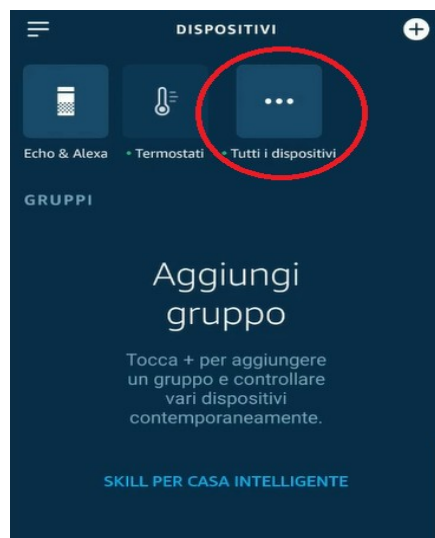 DISPOSITIVI
Echo & Alexa
Termostati
Tutti i dispositivi
GRUPPI
Aggiungi
gruppo
Tocca + per aggiungere
un gruppo e controllare
vari dispositivi
contemporaneamente.
SKILL PER CASA INTELLIGENTE